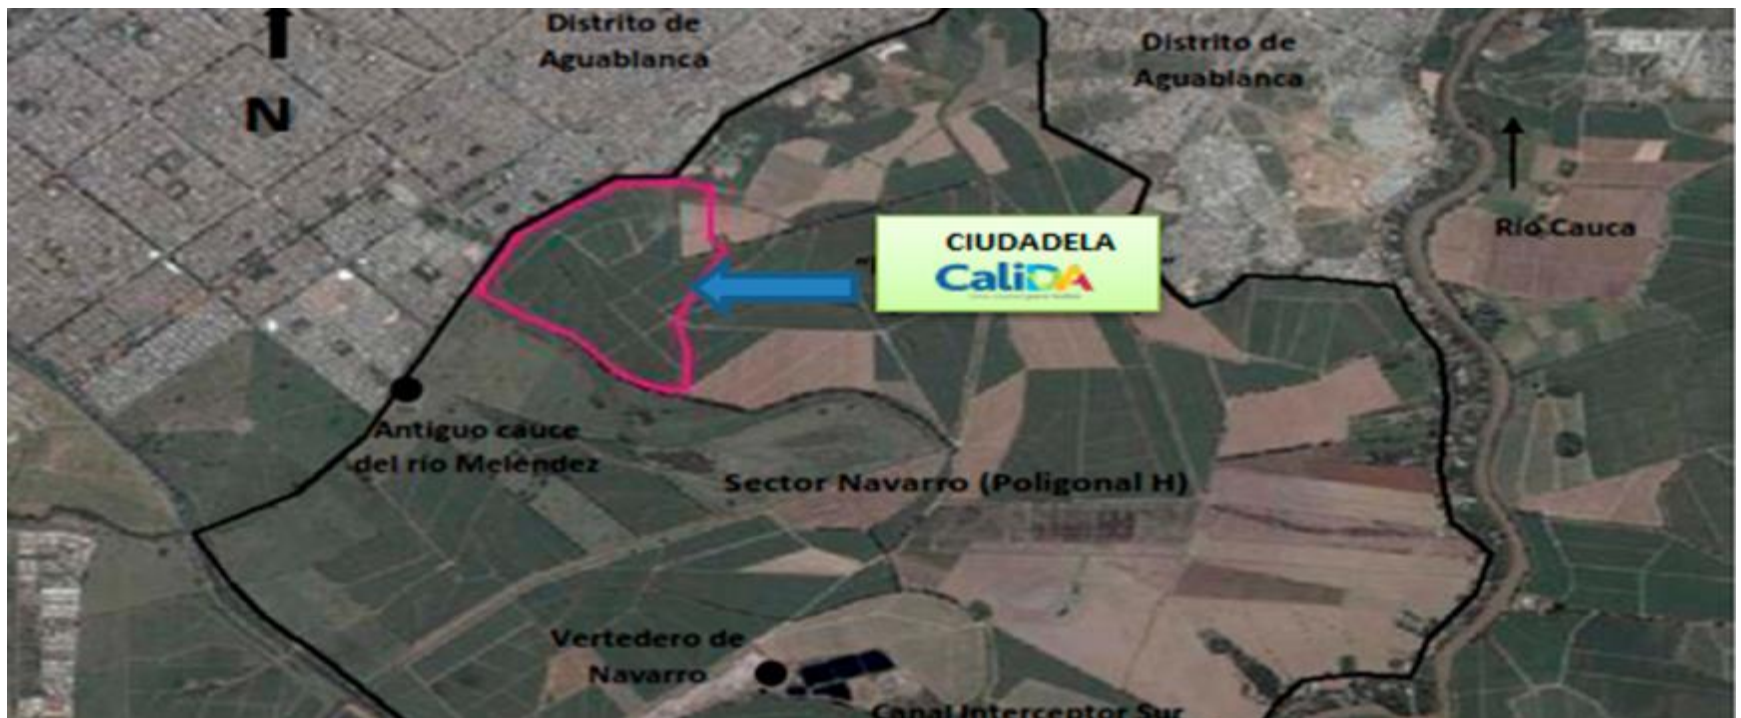 Distrito de
Aguablanca
Distrito de
Aguablanca
N
CIUDADELA
CaliDA
Río Cauca
Antiguo cauce
del río Meléndez
Sector Navarro (Poligonal H)
Vertedero de
Navarro
Canal Interceptor Sur